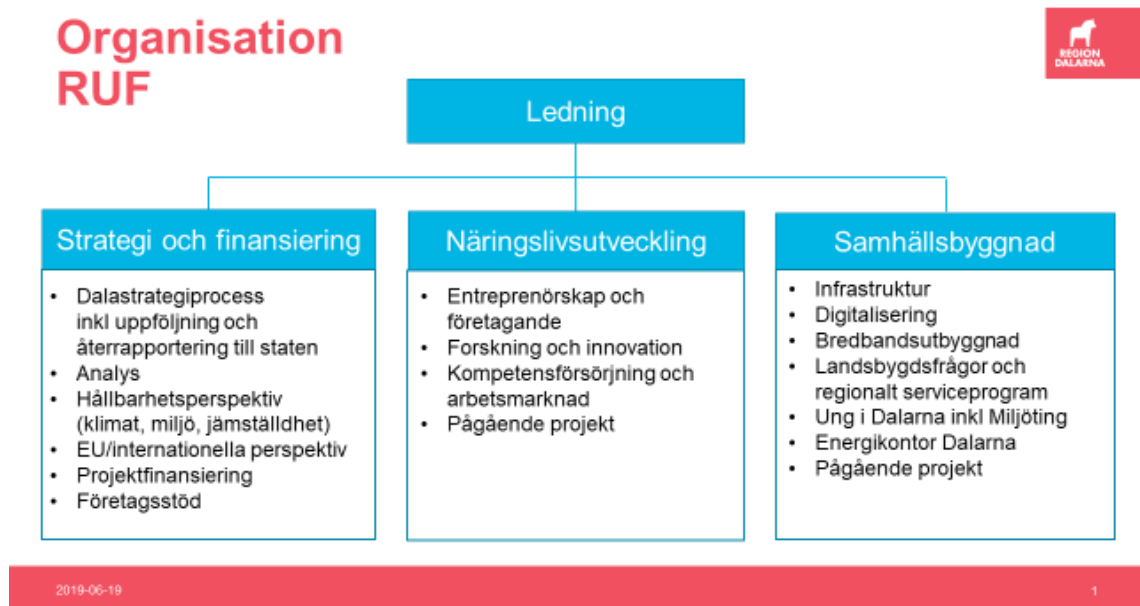 Organisation
RUF
REGION
DALARNA
Ledning
Strategi och finansiering
• Dalastrategiprocess
inkl uppföljning och
återrapportering till staten
• Analys
• Hållbarhetsperspektiv
(klimat, miljö, jämställdhet)
• EU/internationella perspektiv
• Projektfinansiering
• Företagsstöd
Näringslivsutveckling
• Entreprenörskap och
företagande
• Forskning och innovation
• Kompetensförsörjning och
arbetsmarknad
• Pågående projekt
Samhällsbyggnad
• Infrastruktur
• Digitalisering
• Bredbandsutbyggnad
• Landsbygdsfrågor och
regionalt serviceprogram
• Ung i Dalarna inkl Miljöting
• Energikontor Dalarna
• Pågående projekt
2019-06-19
1